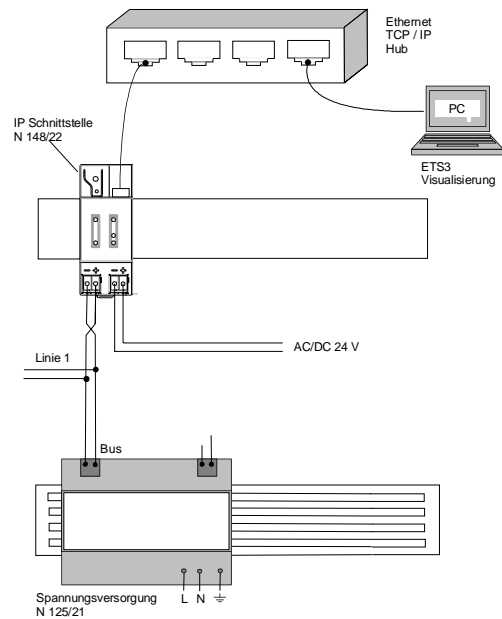 Ethernet
TCP / IP
Hub
PC
IP Schnittstelle
N 148/22
ETS3
Visualisierung
– + – +
AC/DC 24 V
Linie 1
Bus
L N
Spannungsversorgung
N 125/21